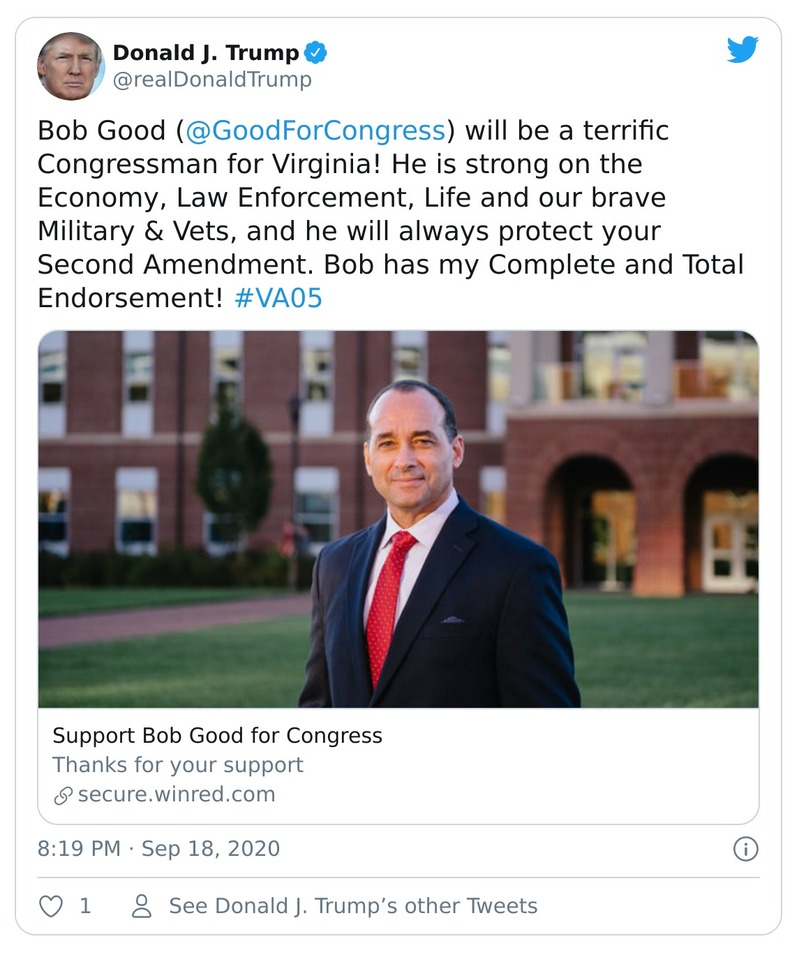 Donald J. Trump
@realDonaldTrump
Bob Good (@GoodForCongress) will be a terrific
Congressman for Virginia! He is strong on the
Economy, Law Enforcement, Life and our brave
Military & Vets, and he will always protect your
Second Amendment. Bob has my Complete and Total
Endorsement! #VA05
Support Bob Good for Congress
Thanks for your support
secure.winred.com
8:19 PM · Sep 18, 2020
1 See Donald J. Trump’s other Tweets